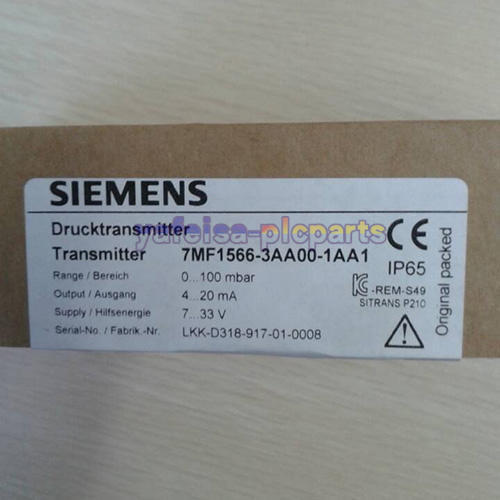 SIEMENS
Drucktransmitter
Transmitter 7MF1566-3AA00-1AA1
Range / Bereich 0...100 mbar
Output / Ausgang 4...20 mA
Supply / Hilfsenergie 7...33 V
Serial-No. / Fabrik.-Nr. LKK-D318-917-01-0008
CE
IP65
-REM-S49
SITRANS P210
Original packed
yafeisa-plcparts